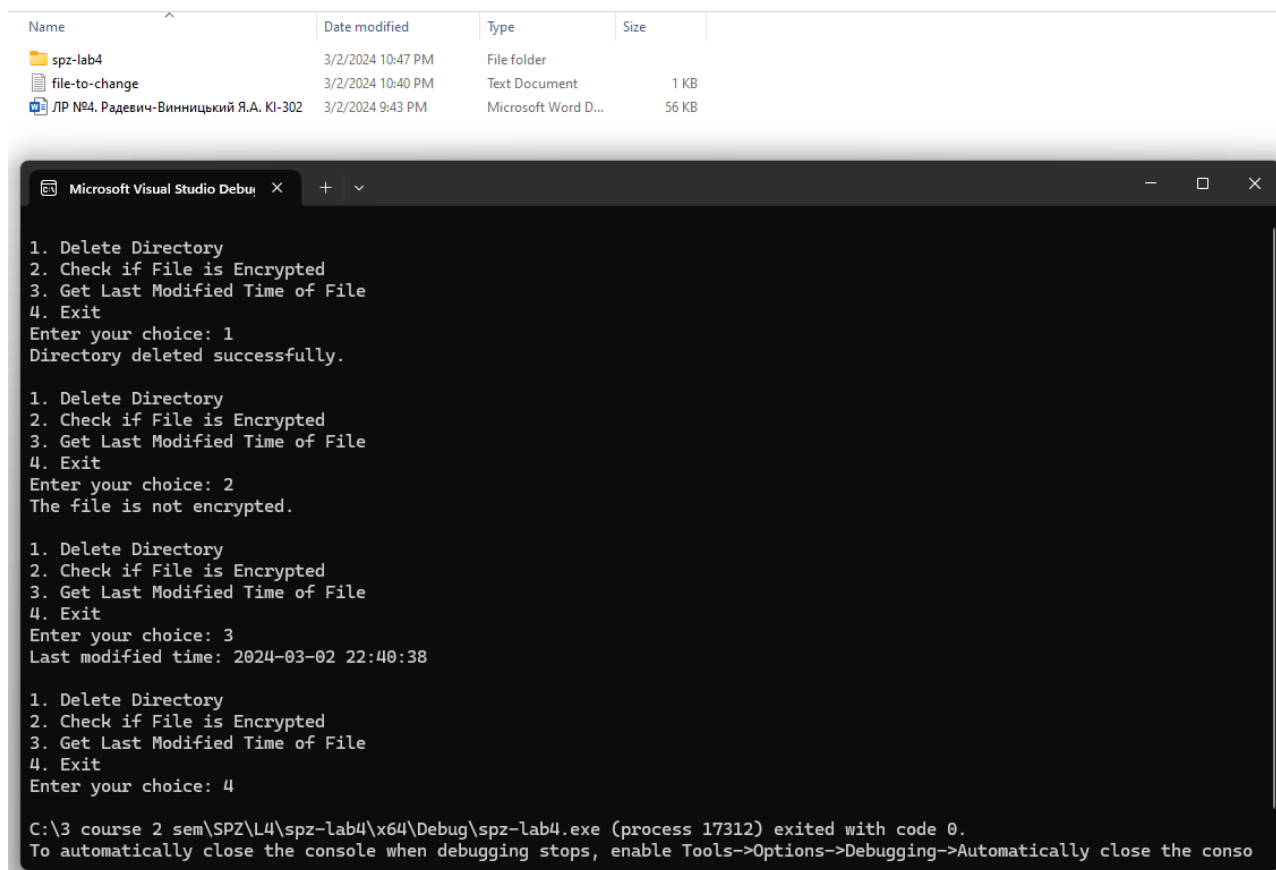 Name Date modified Type Size
spz-lab4 3/2/2024 10:47 PM File folder
file-to-change 3/2/2024 10:40 PM Text Document 1 KB
ЛР №4. Радевич-Винницький Я.А. КІ-302 3/2/2024 9:43 PM Microsoft Word D... 56 KB
Microsoft Visual Studio Debug
1. Delete Directory
2. Check if File is Encrypted
3. Get Last Modified Time of File
4. Exit
Enter your choice: 1
Directory deleted successfully.
1. Delete Directory
2. Check if File is Encrypted
3. Get Last Modified Time of File
4. Exit
Enter your choice: 2
The file is not encrypted.
1. Delete Directory
2. Check if File is Encrypted
3. Get Last Modified Time of File
4. Exit
Enter your choice: 3
Last modified time: 2024-03-02 22:40:38
1. Delete Directory
2. Check if File is Encrypted
3. Get Last Modified Time of File
4. Exit
Enter your choice: 4
C:\3 course 2 sem\SPZ\L4\spz-lab4\x64\Debug\spz-lab4.exe (process 17312) exited with code 0.
To automatically close the console when debugging stops, enable Tools->Options->Debugging->Automatically close the conso